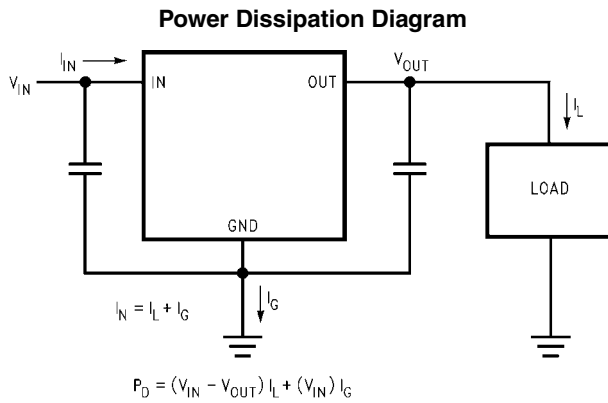 Power Dissipation Diagram
I_IN
V_IN
IN
OUT
V_OUT
I_L
LOAD
GND
I_G
I_N = I_L + I_G
P_D = (V_IN − V_OUT) I_L + (V_IN) I_G